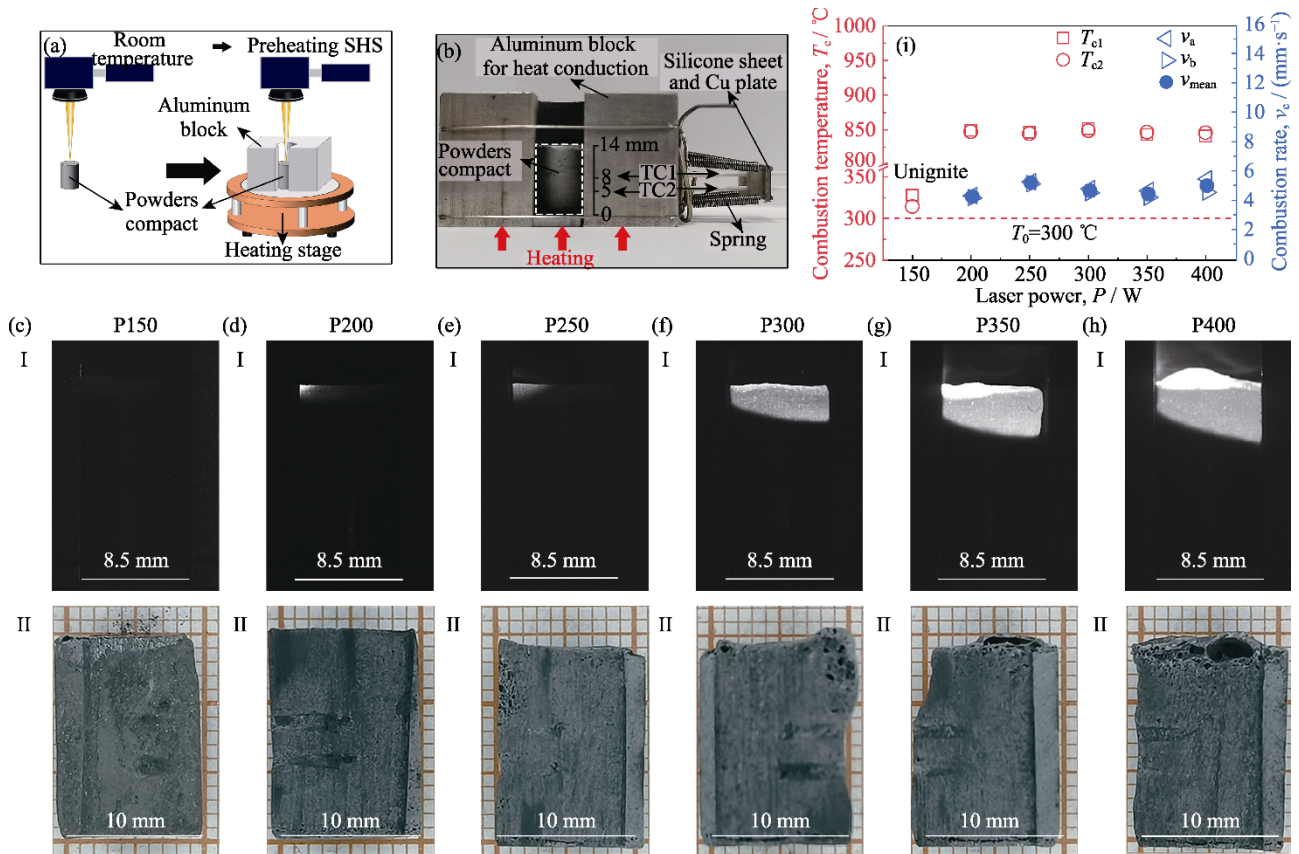 (a)
Room temperature
Preheating SHS
Aluminum block
Powders compact
Heating stage
(b)
Aluminum block for heat conduction
Silicone sheet and Cu plate
Powders compact
14 mm
8
TC1
5
TC2
0
Spring
Heating
(i)
Combustion temperature, Tc / ℃
1000
950
900
850
800
350
300
250
Tc1
Tc2
va
vb
vmean
Unignite
T0=300 ℃
16
14
12
10
8
6
4
2
0
Combustion rate, vc / (mm·s⁻¹)
150 200 250 300 350 400
Laser power, P / W
(c) P150 (d) P200 (e) P250 (f) P300 (g) P350 (h) P400
I I I I I I
8.5 mm 8.5 mm 8.5 mm 8.5 mm 8.5 mm 8.5 mm
II II II II II II
10 mm 10 mm 10 mm 10 mm 10 mm 10 mm